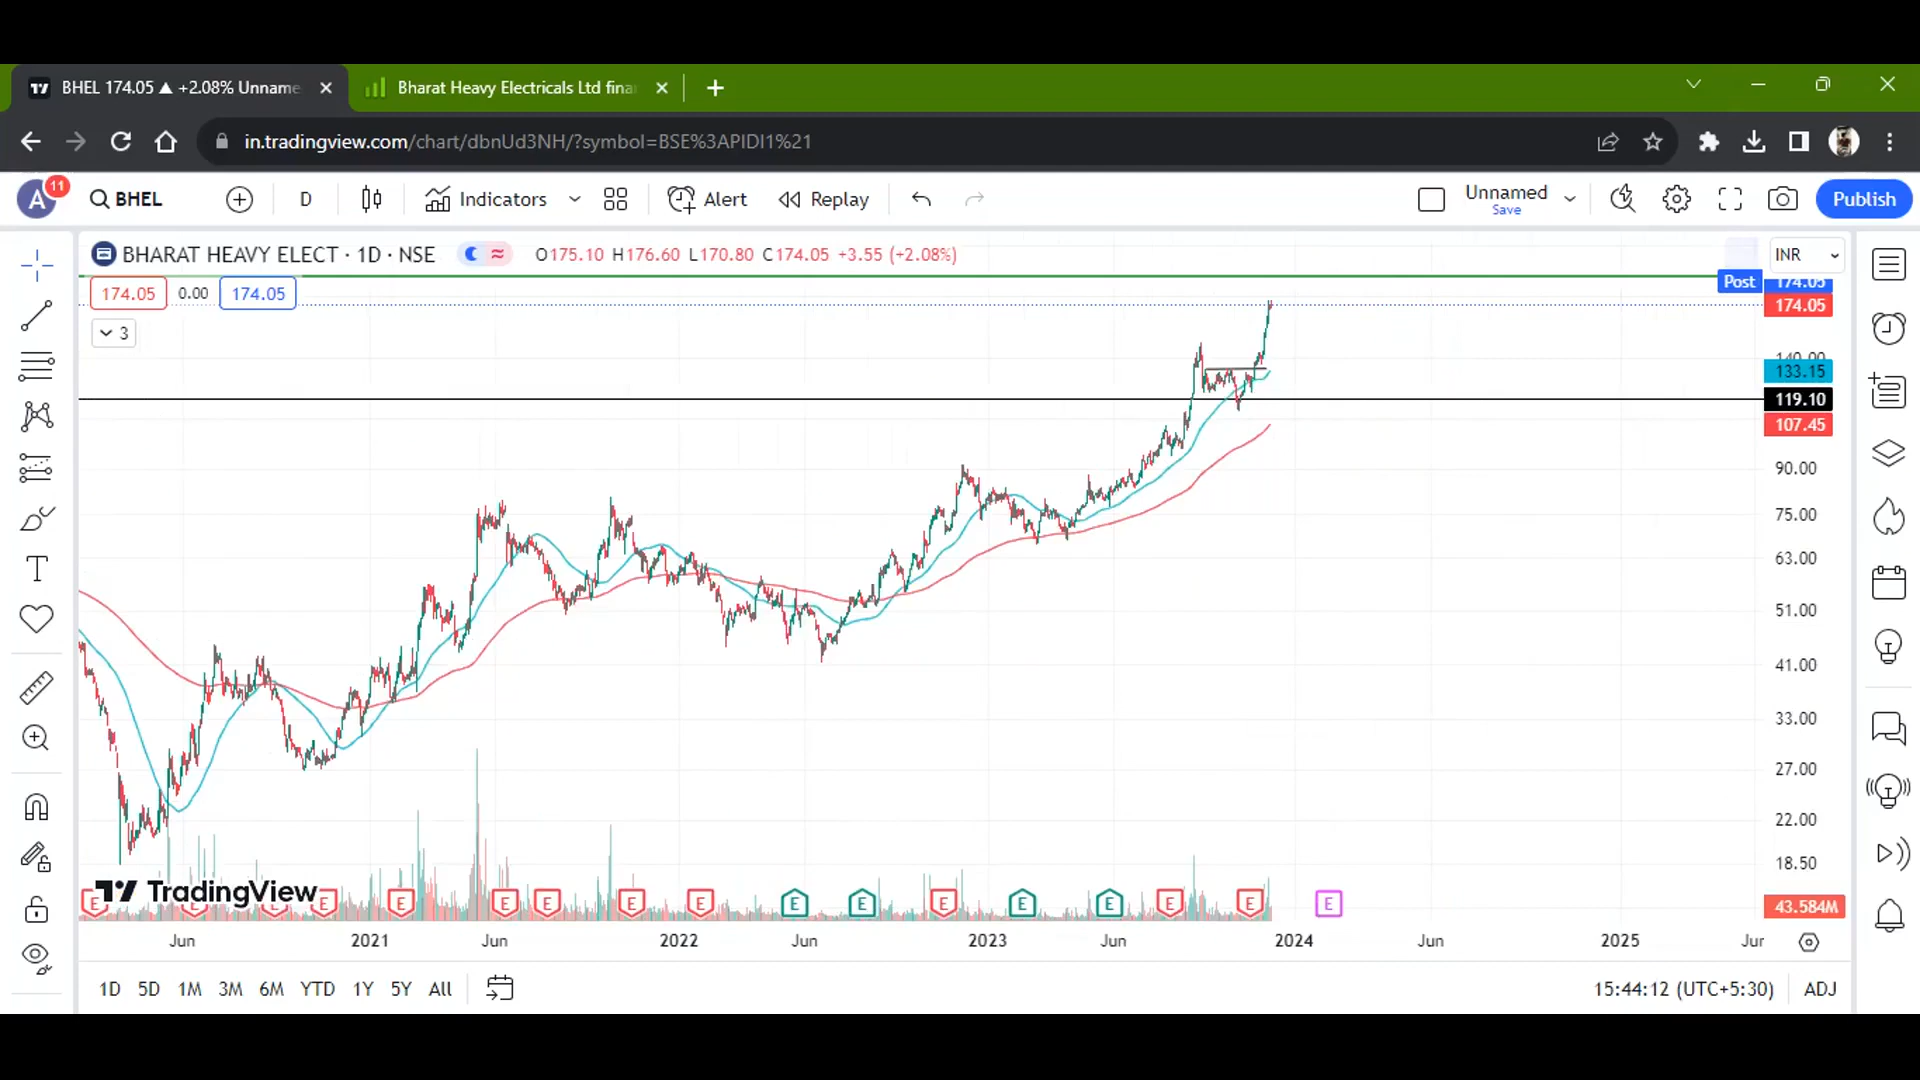 BHEL 174.05 ▲ +2.08% Unname
Bharat Heavy Electricals Ltd fina
in.tradingview.com/chart/dbnUd3NH/?symbol=BSE%3APIDI1%21
A 11 BHEL D Indicators Alert Replay Unnamed Save Publish
BHARAT HEAVY ELECT · 1D · NSE O175.10 H176.60 L170.80 C174.05 +3.55 (+2.08%) INR
174.05 0.00 174.05 Post 174.05
174.05
3
140.00
133.15
119.10
107.45
90.00
75.00
63.00
51.00
41.00
33.00
27.00
22.00
18.50
TradingView
E E E E E E E E E E E E E E E E E
43.584M
Jun 2021 Jun 2022 Jun 2023 Jun 2024 Jun 2025 Jur
1D 5D 1M 3M 6M YTD 1Y 5Y All 15:44:12 (UTC+5:30) ADJ